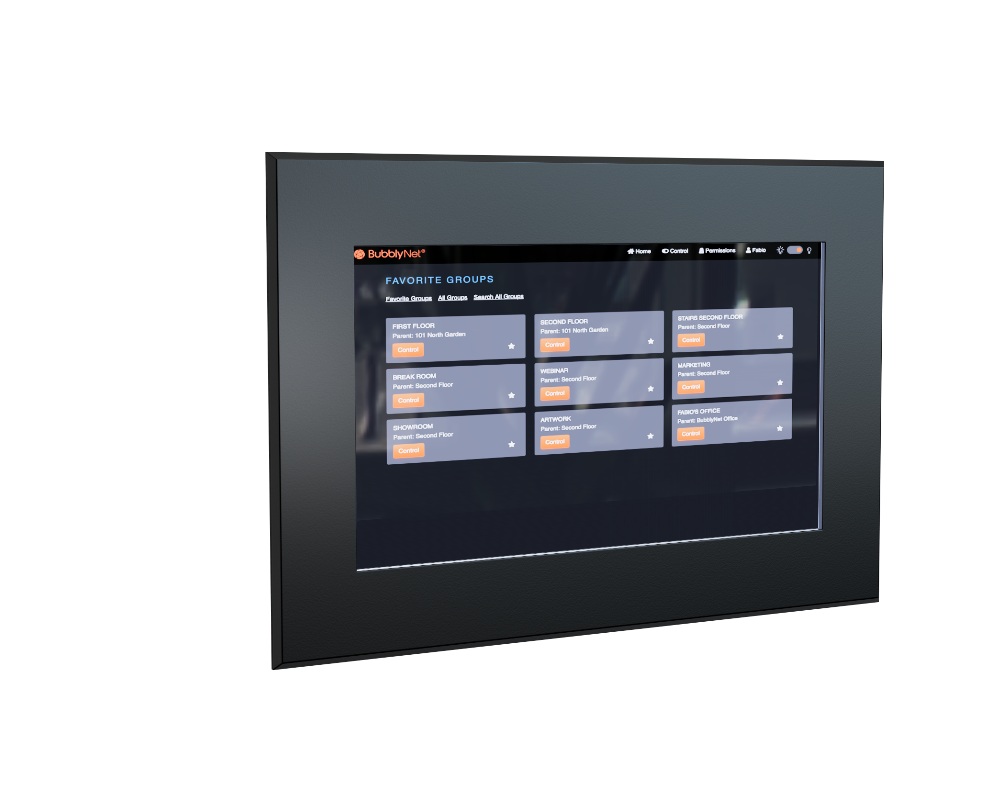 BubblyNet®
Home Control Permissions Fabio
FAVORITE GROUPS
Favorite Groups All Groups Search All Groups
FIRST FLOOR
Parent: 101 North Garden
Control
SECOND FLOOR
Parent: 101 North Garden
Control
STAIRS SECOND FLOOR
Parent: Second Floor
Control
BREAK ROOM
Parent: Second Floor
Control
WEBINAR
Parent: Second Floor
Control
MARKETING
Parent: Second Floor
Control
SHOWROOM
Parent: Second Floor
Control
ARTWORK
Parent: Second Floor
Control
FABIO'S OFFICE
Parent: BubblyNet Office
Control